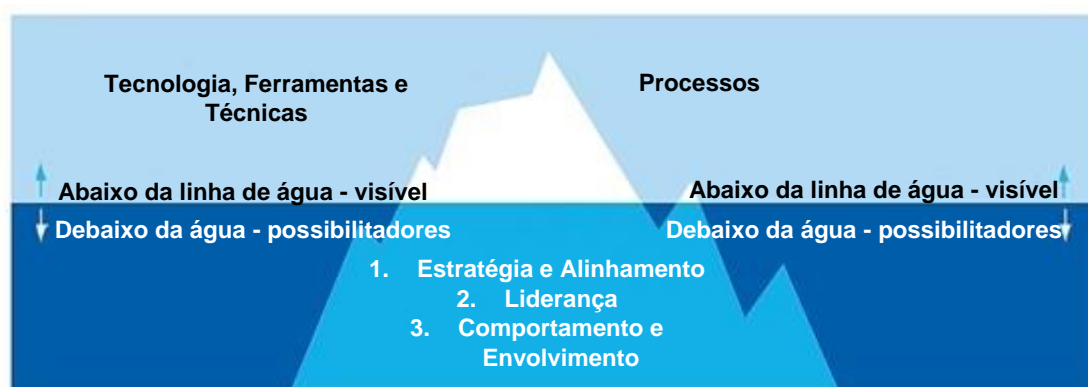 Tecnologia, Ferramentas e
Técnicas
Processos
Abaixo da linha de água - visível
Abaixo da linha de água - visível
Debaixo da água - possibilitadores
Debaixo da água - possibilitadores
1. Estratégia e Alinhamento
2. Liderança
3. Comportamento e
Envolvimento